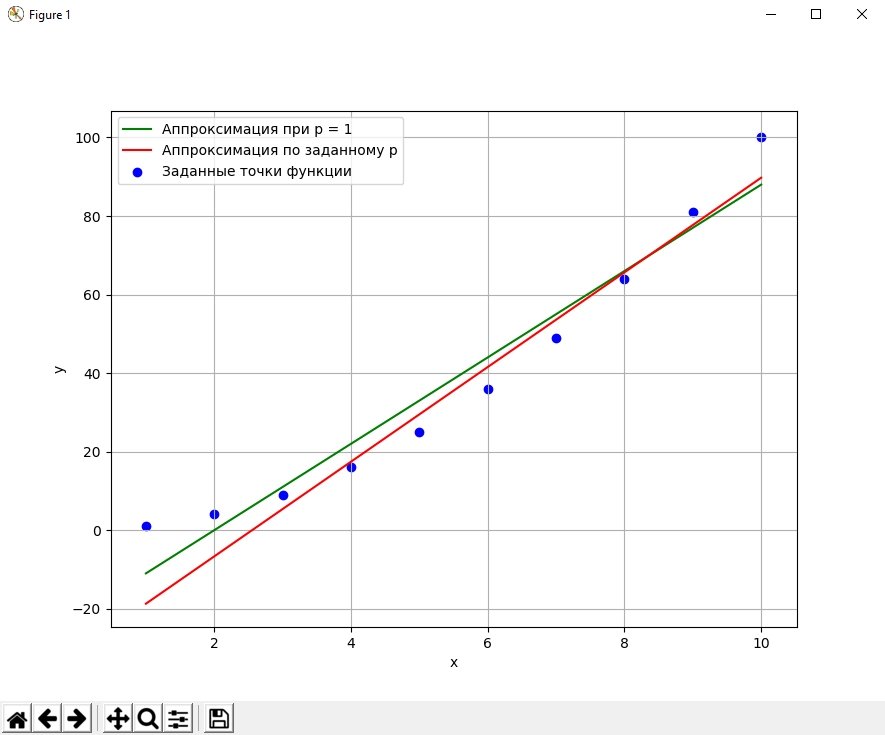 Figure 1
Аппроксимация при p = 1
Аппроксимация по заданному p
Заданные точки функции
100
80
60
40
20
0
−20
y
2 4 6 8 10
x